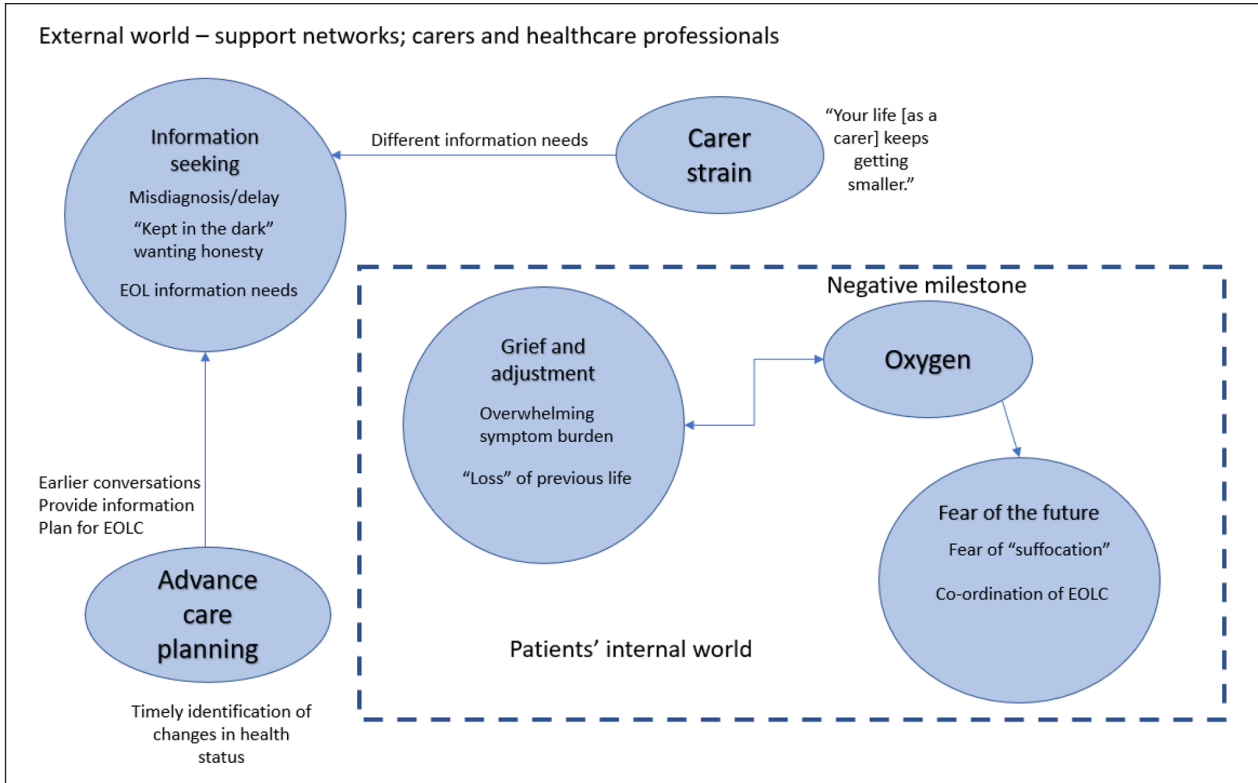 External world – support networks; carers and healthcare professionals
Information
seeking
Misdiagnosis/delay
“Kept in the dark”
wanting honesty
EOL information needs
Different information needs
Carer
strain
“Your life [as a
carer] keeps
getting
smaller.”
Negative milestone
Grief and
adjustment
Overwhelming
symptom burden
“Loss” of previous life
Oxygen
Earlier conversations
Provide information
Plan for EOLC
Fear of the future
Fear of “suffocation”
Co-ordination of EOLC
Advance
care
planning
Patients’ internal world
Timely identification of
changes in health
status